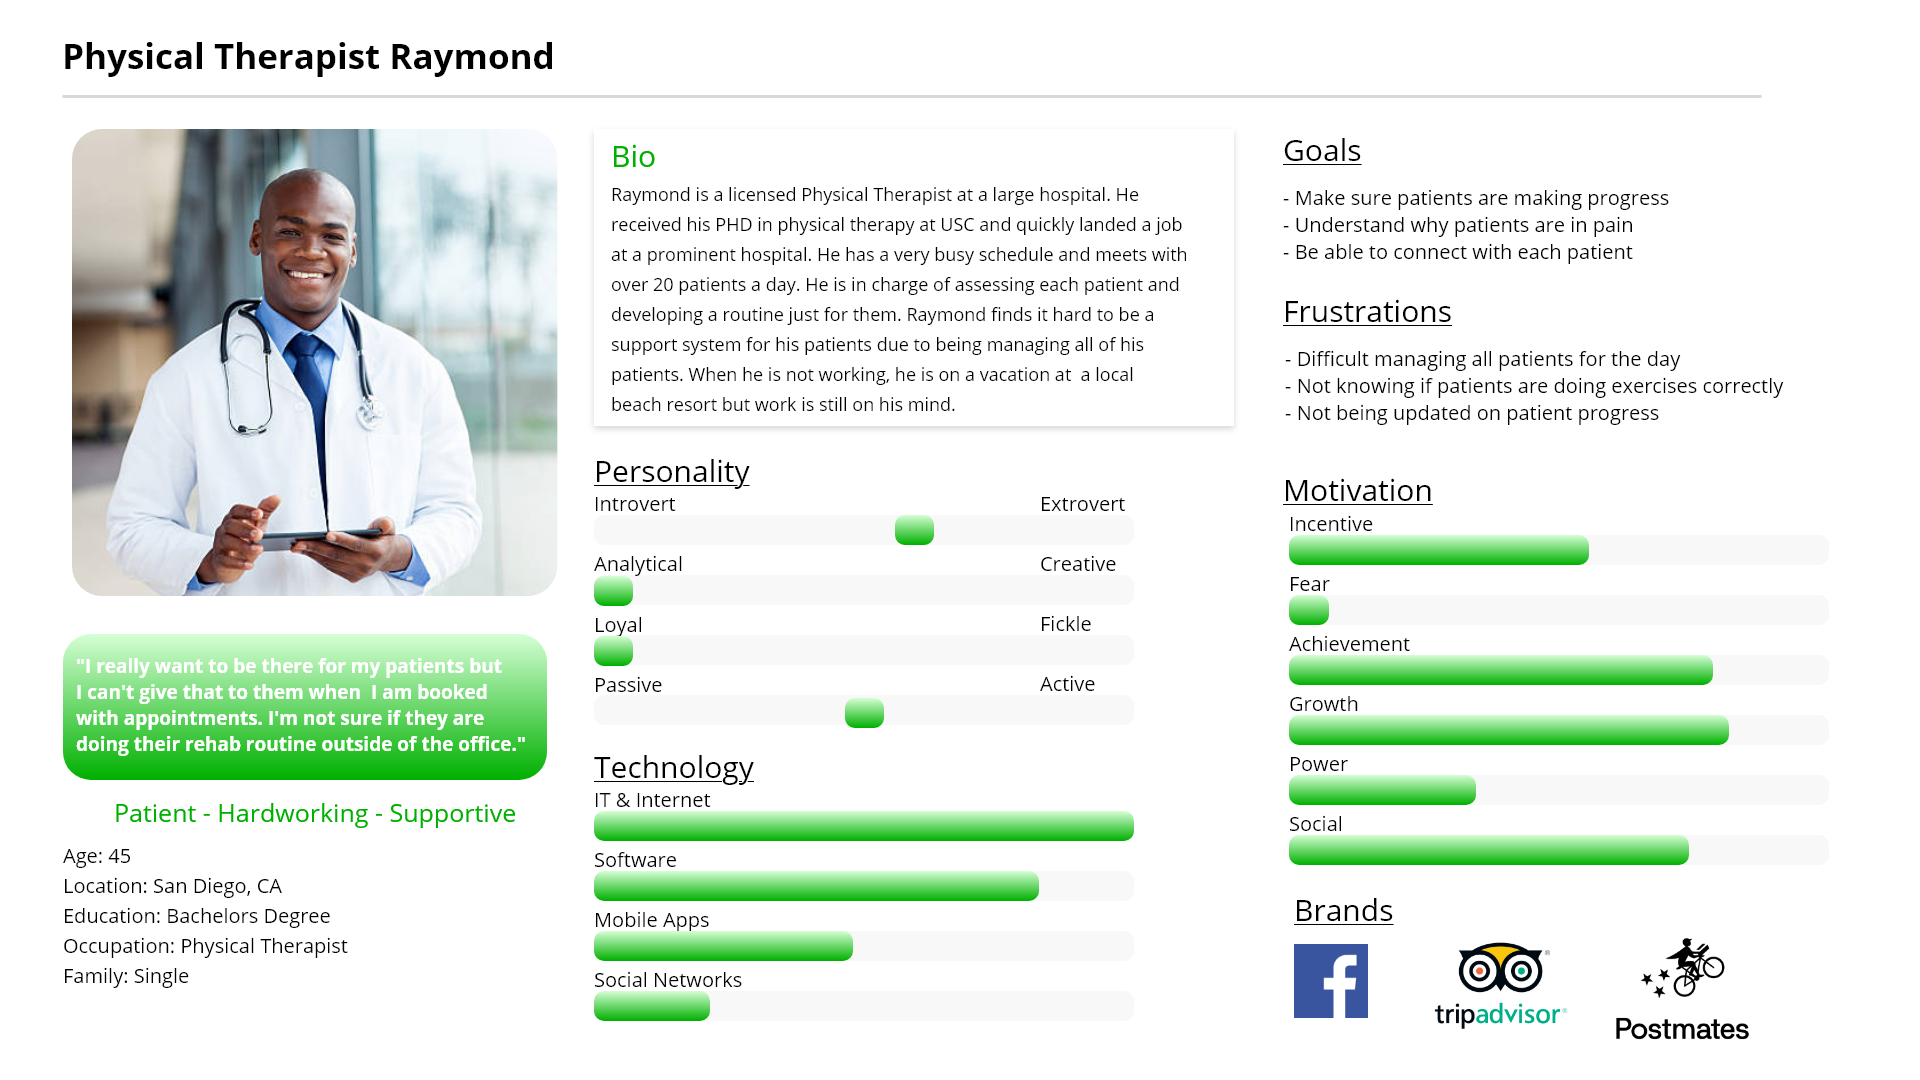 Physical Therapist Raymond
"I really want to be there for my patients but
I can't give that to them when  I am booked
with appointments. I'm not sure if they are
doing their rehab routine outside of the office."
Patient - Hardworking - Supportive
Age: 45
Location: San Diego, CA
Education: Bachelors Degree
Occupation: Physical Therapist
Family: Single
Bio
Raymond is a licensed Physical Therapist at a large hospital. He
received his PHD in physical therapy at USC and quickly landed a job
at a prominent hospital. He has a very busy schedule and meets with
over 20 patients a day. He is in charge of assessing each patient and
developing a routine just for them. Raymond finds it hard to be a
support system for his patients due to being managing all of his
patients. When he is not working, he is on a vacation at  a local
beach resort but work is still on his mind.
Personality
Introvert Extrovert
Analytical Creative
Loyal Fickle
Passive Active
Technology
IT & Internet
Software
Mobile Apps
Social Networks
Goals
- Make sure patients are making progress
- Understand why patients are in pain
- Be able to connect with each patient
Frustrations
- Difficult managing all patients for the day
- Not knowing if patients are doing exercises correctly
- Not being updated on patient progress
Motivation
Incentive
Fear
Achievement
Growth
Power
Social
Brands
f
tripadvisor®
Postmates